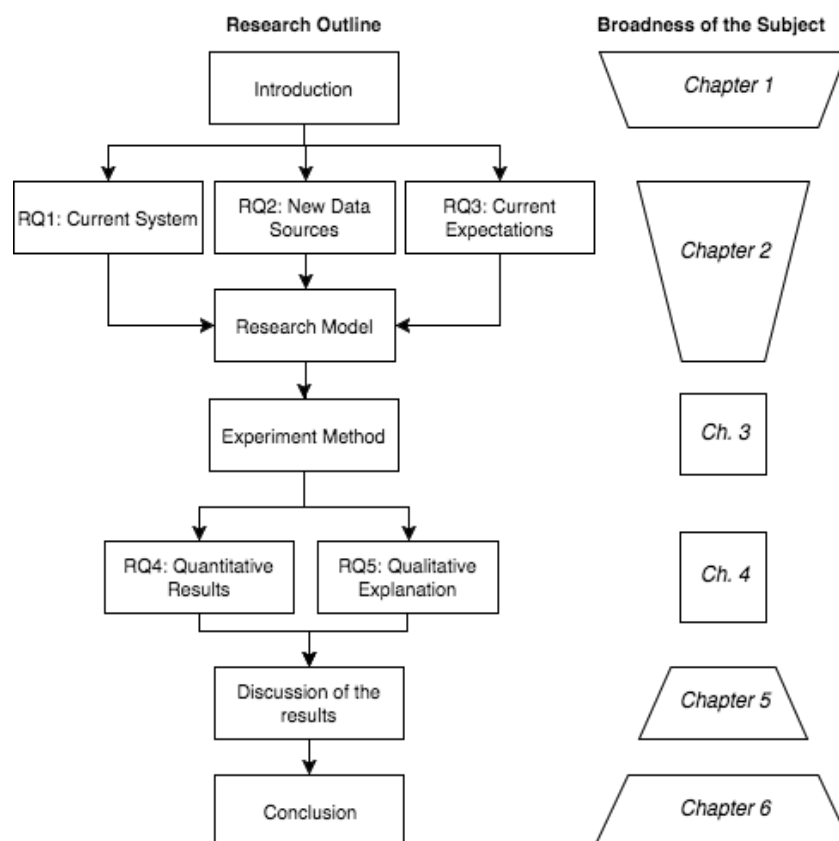 Research Outline
Broadness of the Subject
Introduction
Chapter 1
RQ1: Current System
RQ2: New Data
Sources
RQ3: Current
Expectations
Chapter 2
Research Model
Experiment Method
Ch. 3
RQ4: Quantitative
Results
RQ5: Qualitative
Explanation
Ch. 4
Discussion of the
results
Chapter 5
Conclusion
Chapter 6